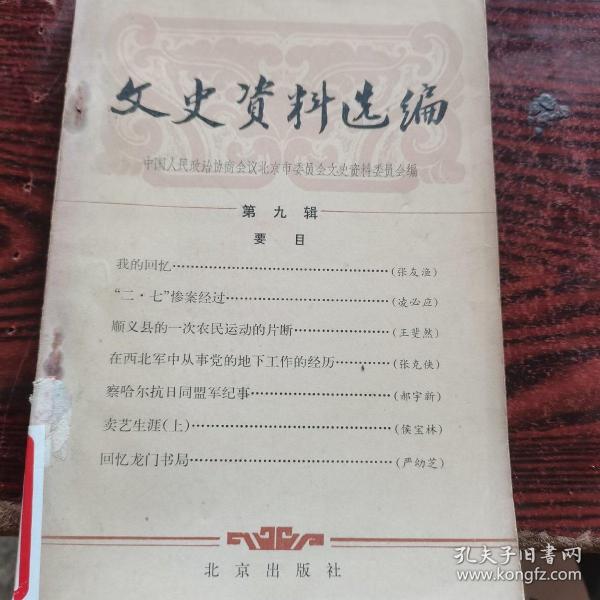 文史资料选编
中国人民政治协商会议北京市委员会文史资料委员会编
第九辑
要目
我的回忆……………………………………(张友渔)
“二·七”惨案经过……………………………(凌必应)
顺义县的一次农民运动的片断………………(王斐然)
在西北军中从事党的地下工作的经历………(张克侠)
察哈尔抗日同盟军纪事………………………(郝宇新)
卖艺生涯(上)…………………………………(侯宝林)
回忆龙门书局…………………………………(严幼芝)
北京出版社
孔夫子旧书网
www.kongfz.com